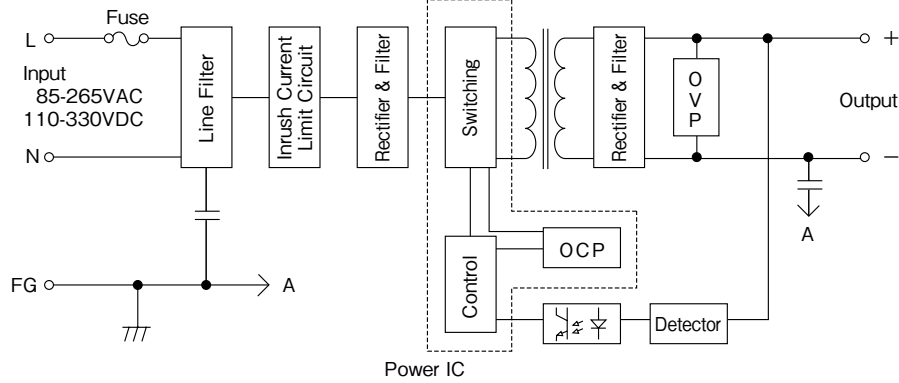 Fuse
L
Input
85-265VAC
110-330VDC
N
Line Filter
Inrush Current
Limit Circuit
Rectifier & Filter
Switching
Rectifier & Filter
OVP
+
Output
−
A
FG
A
Control
OCP
Detector
Power IC